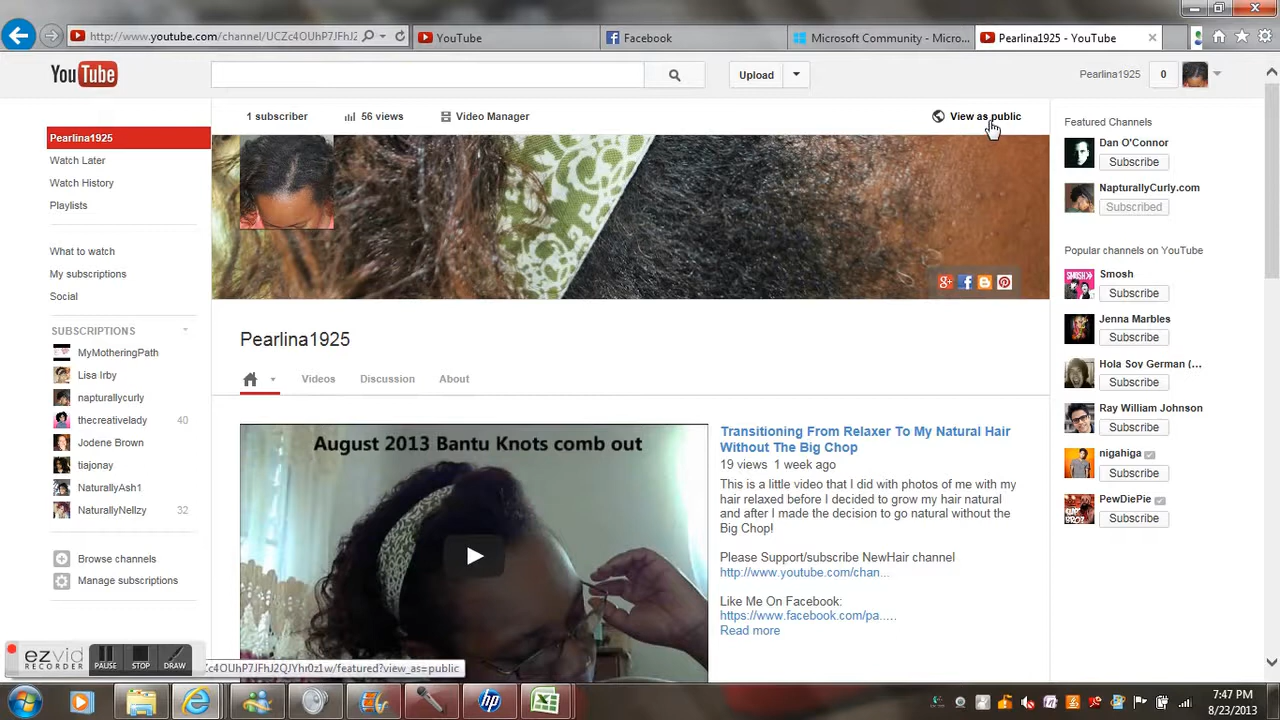 http://www.youtube.com/channel/UCZc4OUhP7JFhJ2
YouTube
Facebook
Microsoft Community - Micro...
Pearlina1925 - YouTube
YouTube
Upload
Pearlina1925
0
1 subscriber
56 views
Video Manager
View as public
Pearlina1925
Watch Later
Watch History
Playlists
What to watch
My subscriptions
Social
SUBSCRIPTIONS
MyMotheringPath
Lisa Irby
napturallycurly
thecreativelady 40
Jodene Brown
tiajonay
NaturallyAsh1
NaturallyNellzy 32
Browse channels
Manage subscriptions
Pearlina1925
Videos
Discussion
About
August 2013 Bantu Knots comb out
Transitioning From Relaxer To My Natural Hair
Without The Big Chop
19 views 1 week ago
This is a little video that I did with photos of me with my
hair relaxed before I decided to grow my hair natural
and after I made the decision to go natural without the
Big Chop!
Please Support/subscribe NewHair channel
http://www.youtube.com/chan...
Like Me On Facebook:
https://www.facebook.com/pa.....
Read more
Featured Channels
Dan O'Connor
Subscribe
NapturallyCurly.com
Subscribed
Popular channels on YouTube
Smosh
Subscribe
Jenna Marbles
Subscribe
Hola Soy German (...
Subscribe
Ray William Johnson
Subscribe
nigahiga
Subscribe
PewDiePie
Subscribe
ezvid
RECORDER
PAUSE
STOP
DRAW
Zc4OUhP7JFhJ2QJYhr0z1w/featured?view_as=public
hp
7:47 PM
8/23/2013